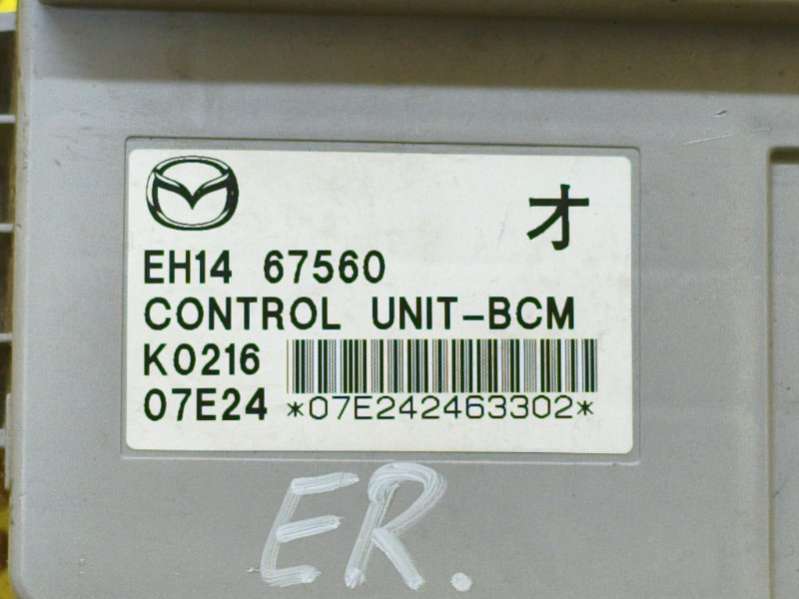 オ
EH14 67560
CONTROL UNIT-BCM
K0216
07E24 *07E242463302*
ER.